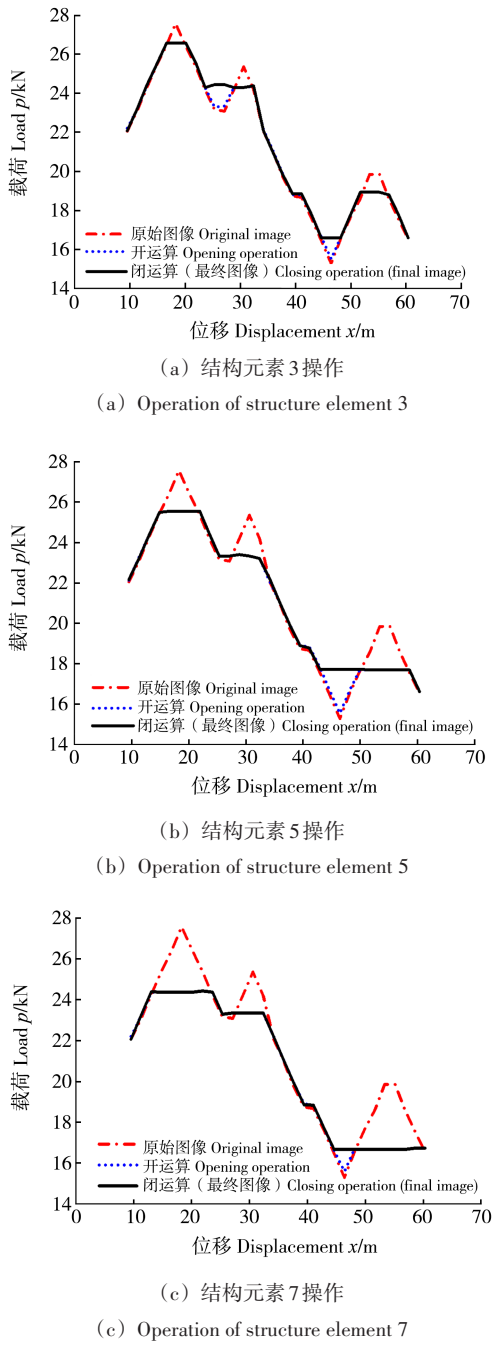 28
26
24
22
20
18
16
14
载荷 Load p/kN
原始图像 Original image
开运算 Opening operation
闭运算（最终图像）Closing operation (final image)
0 10 20 30 40 50 60 70
位移 Displacement x/m
（a）结构元素3操作
（a）Operation of structure element 3
28
26
24
22
20
18
16
14
载荷 Load p/kN
原始图像 Original image
开运算 Opening operation
闭运算（最终图像）Closing operation (final image)
0 10 20 30 40 50 60 70
位移 Displacement x/m
（b）结构元素5操作
（b）Operation of structure element 5
28
26
24
22
20
18
16
14
载荷 Load p/kN
原始图像 Original image
开运算 Opening operation
闭运算（最终图像）Closing operation (final image)
0 10 20 30 40 50 60 70
位移 Displacement x/m
（c）结构元素7操作
（c）Operation of structure element 7